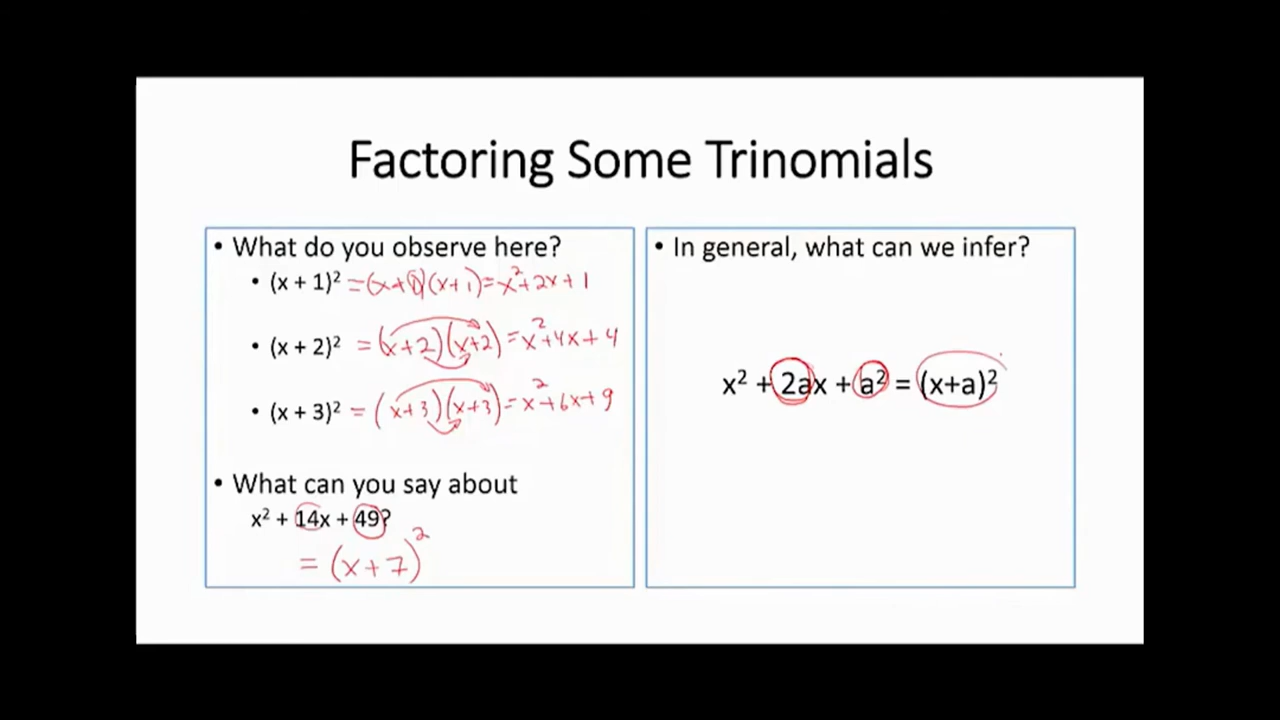 Factoring Some Trinomials
• What do you observe here?
• (x + 1)² = (x+1)(x+1) = x²+2x+1
• (x + 2)² = (x+2)(x+2) = x²+4x+4
• (x + 3)² = (x+3)(x+3) = x²+6x+9
• What can you say about
x² + 14x + 49?
= (x+7)²
• In general, what can we infer?
x² + 2ax + a² = (x+a)²